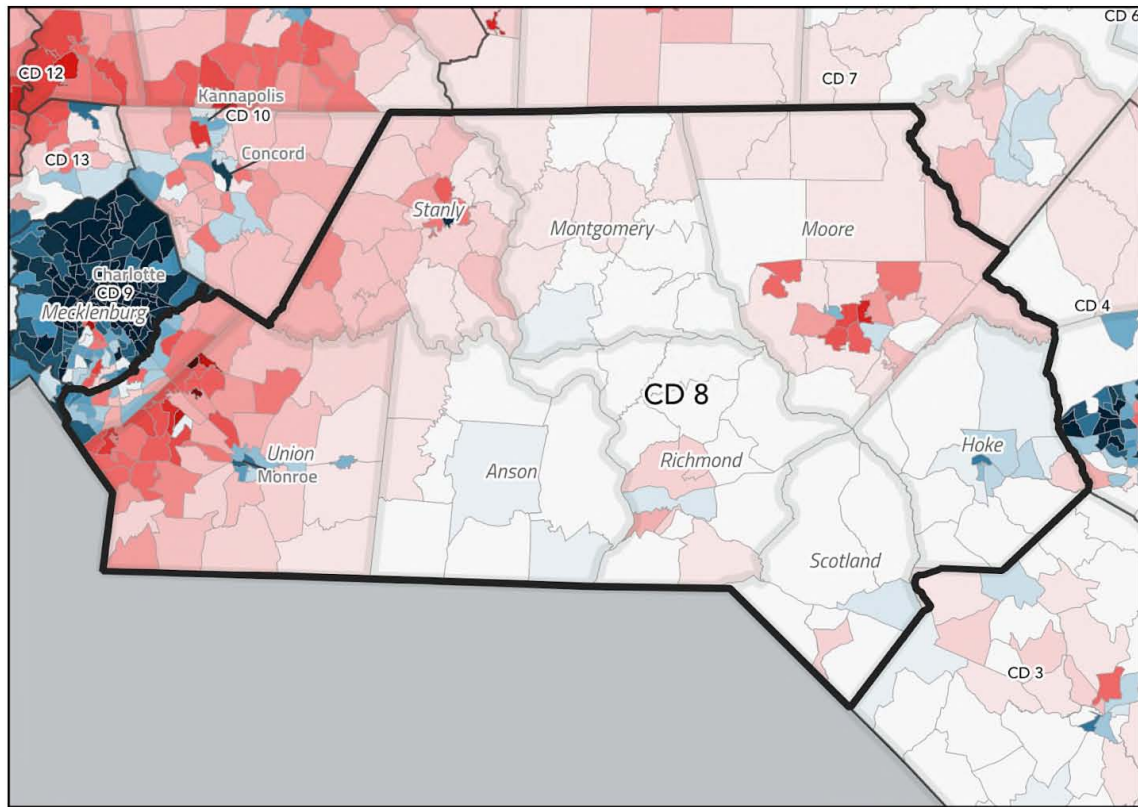 CD 6
CD 12
CD 7
Kannapolis
CD 10
Concord
CD 13
Stanly
Montgomery
Moore
Charlotte
CD 9
Mecklenburg
CD 4
CD 8
Union
Monroe
Anson
Richmond
Hoke
Scotland
CD 3